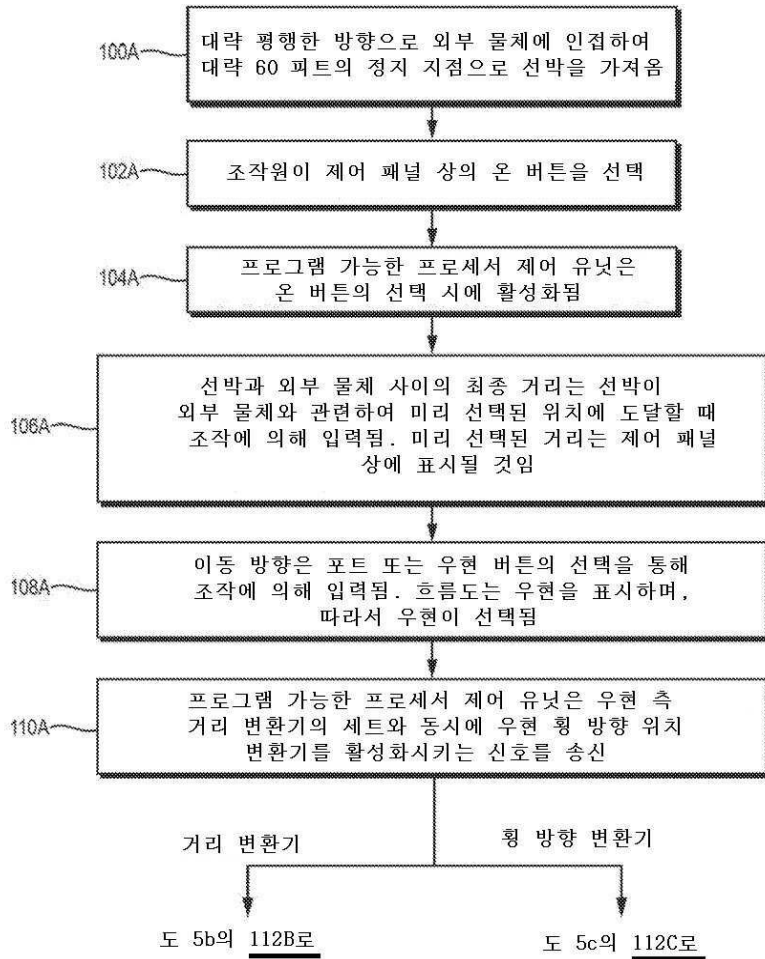 100A
대략 평행한 방향으로 외부 물체에 인접하여
대략 60 피트의 정지 지점으로 선박을 가져옴
102A
조작원이 제어 패널 상의 온 버튼을 선택
104A
프로그램 가능한 프로세서 제어 유닛은
온 버튼의 선택 시에 활성화됨
106A
선박과 외부 물체 사이의 최종 거리는 선박이
외부 물체와 관련하여 미리 선택된 위치에 도달할 때
조작에 의해 입력됨. 미리 선택된 거리는 제어 패널
상에 표시될 것임
108A
이동 방향은 포트 또는 우현 버튼의 선택을 통해
조작에 의해 입력됨. 흐름도는 우현을 표시하며,
따라서 우현이 선택됨
110A
프로그램 가능한 프로세서 제어 유닛은 우현 측
거리 변환기의 세트와 동시에 우현 횡 방향 위치
변환기를 활성화시키는 신호를 송신
거리 변환기
횡 방향 변환기
도 5b의 112B로
도 5c의 112C로